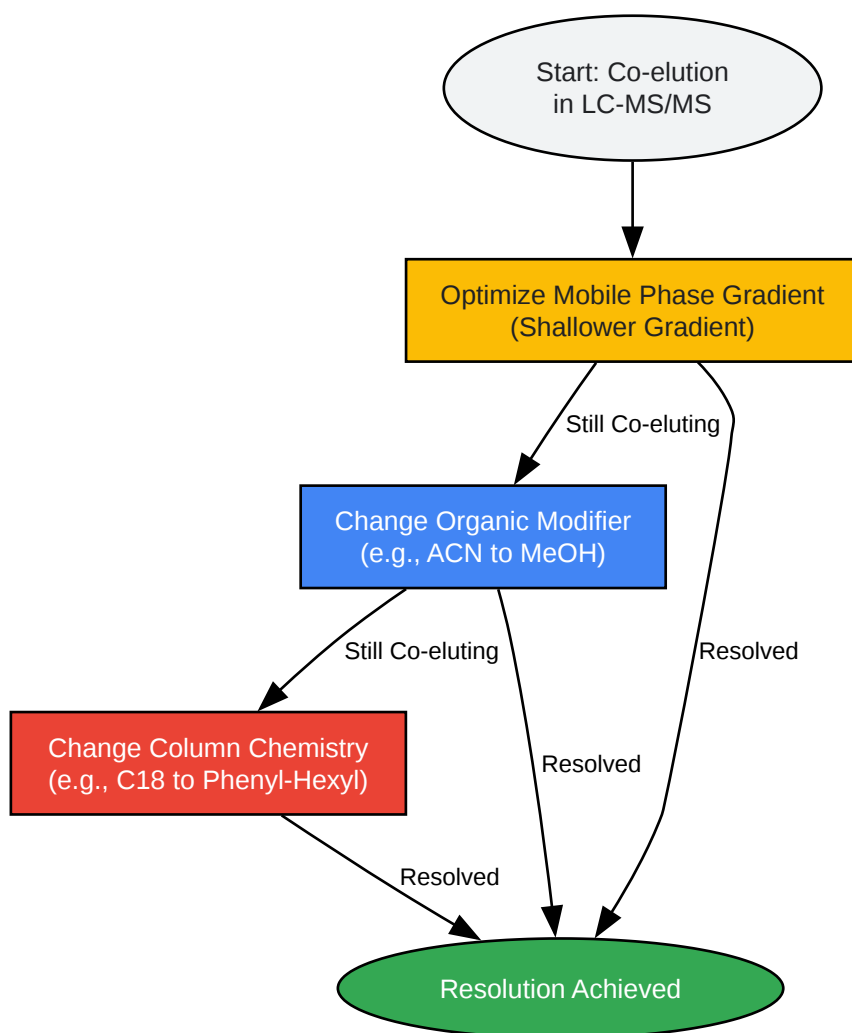 Start: Co-elution
in LC-MS/MS
Optimize Mobile Phase Gradient
(Shallower Gradient)
Still Co-eluting
Change Organic Modifier
(e.g., ACN to MeOH)
Still Co-eluting
Resolved
Change Column Chemistry
(e.g., C18 to Phenyl-Hexyl)
Resolved
Resolved
Resolution Achieved